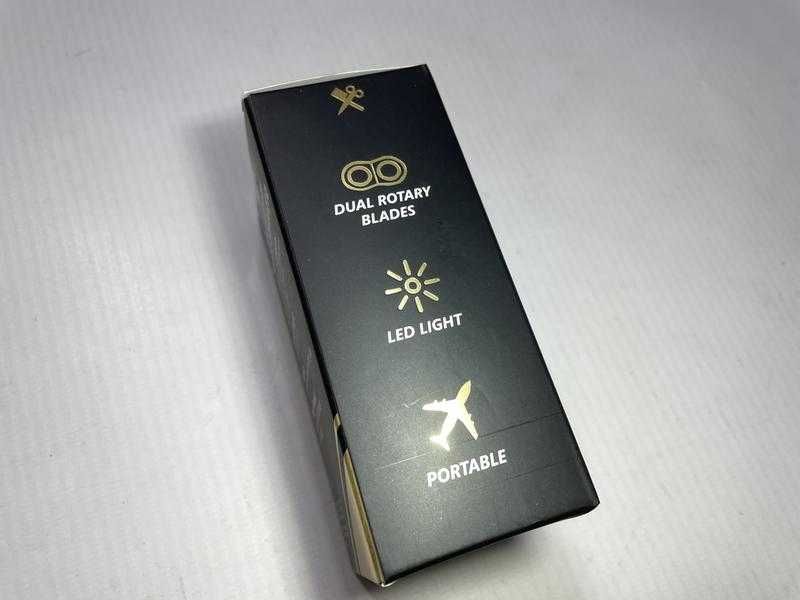 DUAL ROTARY
BLADES
LED LIGHT
PORTABLE